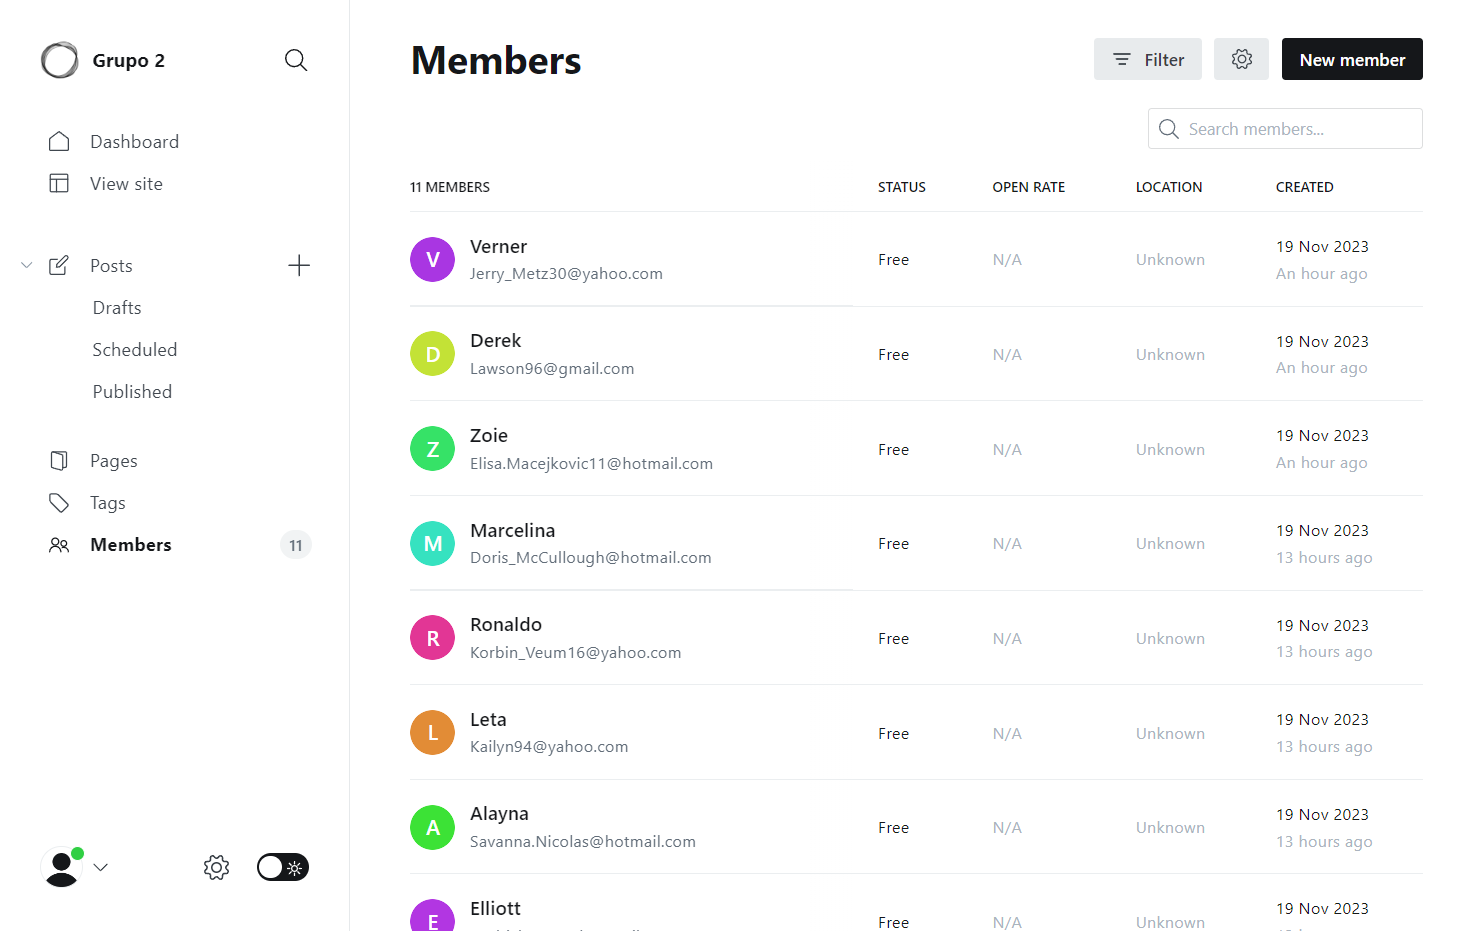 Grupo 2
Dashboard
View site
Posts
Drafts
Scheduled
Published
Pages
Tags
Members 11
Members
Filter
New member
Search members...
11 MEMBERS STATUS OPEN RATE LOCATION CREATED
V Verner Jerry_Metz30@yahoo.com Free N/A Unknown 19 Nov 2023 An hour ago
D Derek Lawson96@gmail.com Free N/A Unknown 19 Nov 2023 An hour ago
Z Zoie Elisa.Macejkovic11@hotmail.com Free N/A Unknown 19 Nov 2023 An hour ago
M Marcelina Doris_McCullough@hotmail.com Free N/A Unknown 19 Nov 2023 13 hours ago
R Ronaldo Korbin_Veum16@yahoo.com Free N/A Unknown 19 Nov 2023 13 hours ago
L Leta Kailyn94@yahoo.com Free N/A Unknown 19 Nov 2023 13 hours ago
A Alayna Savanna.Nicolas@hotmail.com Free N/A Unknown 19 Nov 2023 13 hours ago
E Elliott Free N/A Unknown 19 Nov 2023